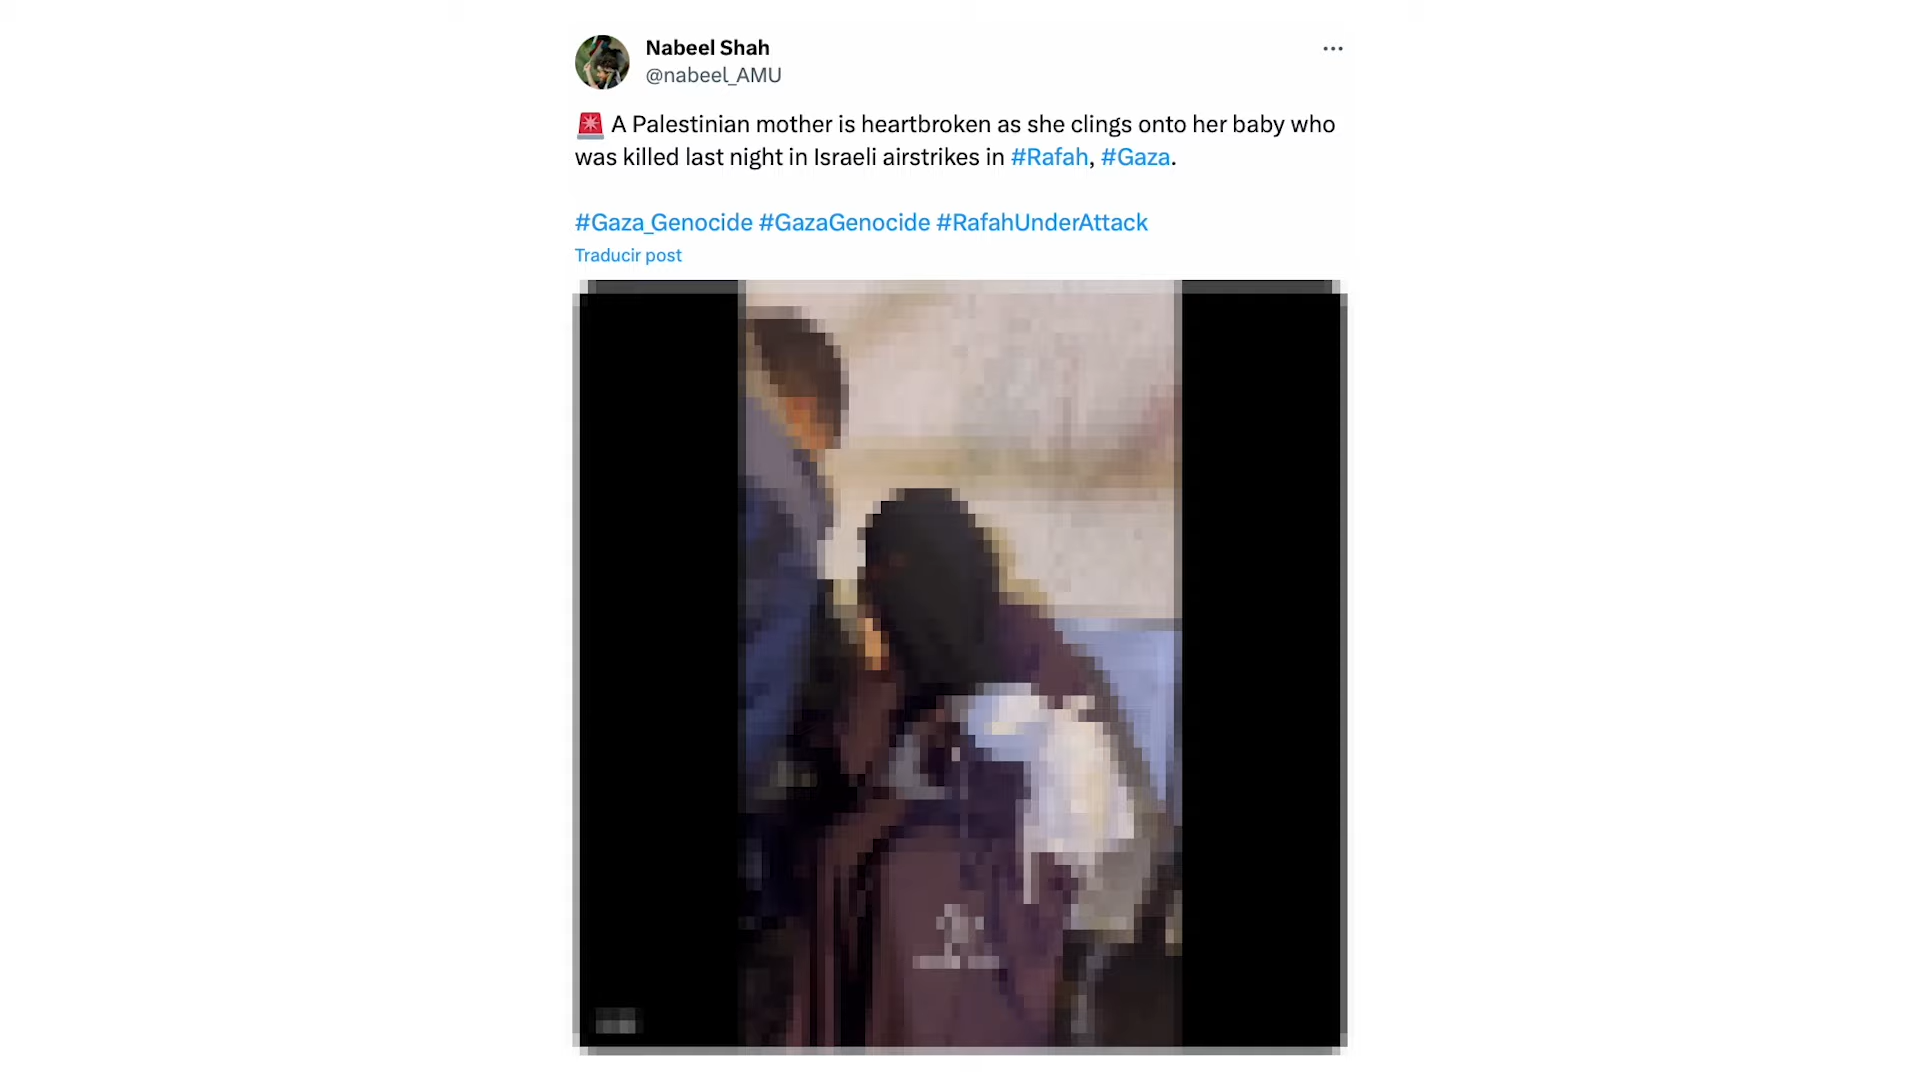 Nabeel Shah
@nabeel_AMU
🚨 A Palestinian mother is heartbroken as she clings onto her baby who
was killed last night in Israeli airstrikes in #Rafah, #Gaza.
#Gaza_Genocide #GazaGenocide #RafahUnderAttack
Traducir post